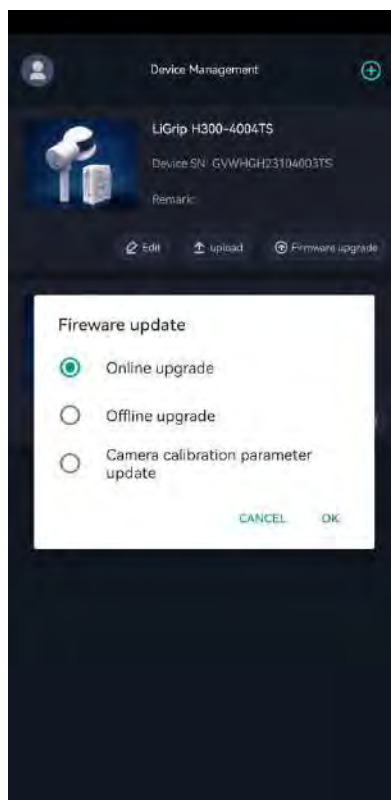 Device Management
LiGrip H300-4004TS
Device SN: GVWHGH23104003TS
Remark:
Edit
upload
Firmware upgrade
Fireware update
Online upgrade
Offline upgrade
Camera calibration parameter
update
CANCEL
OK